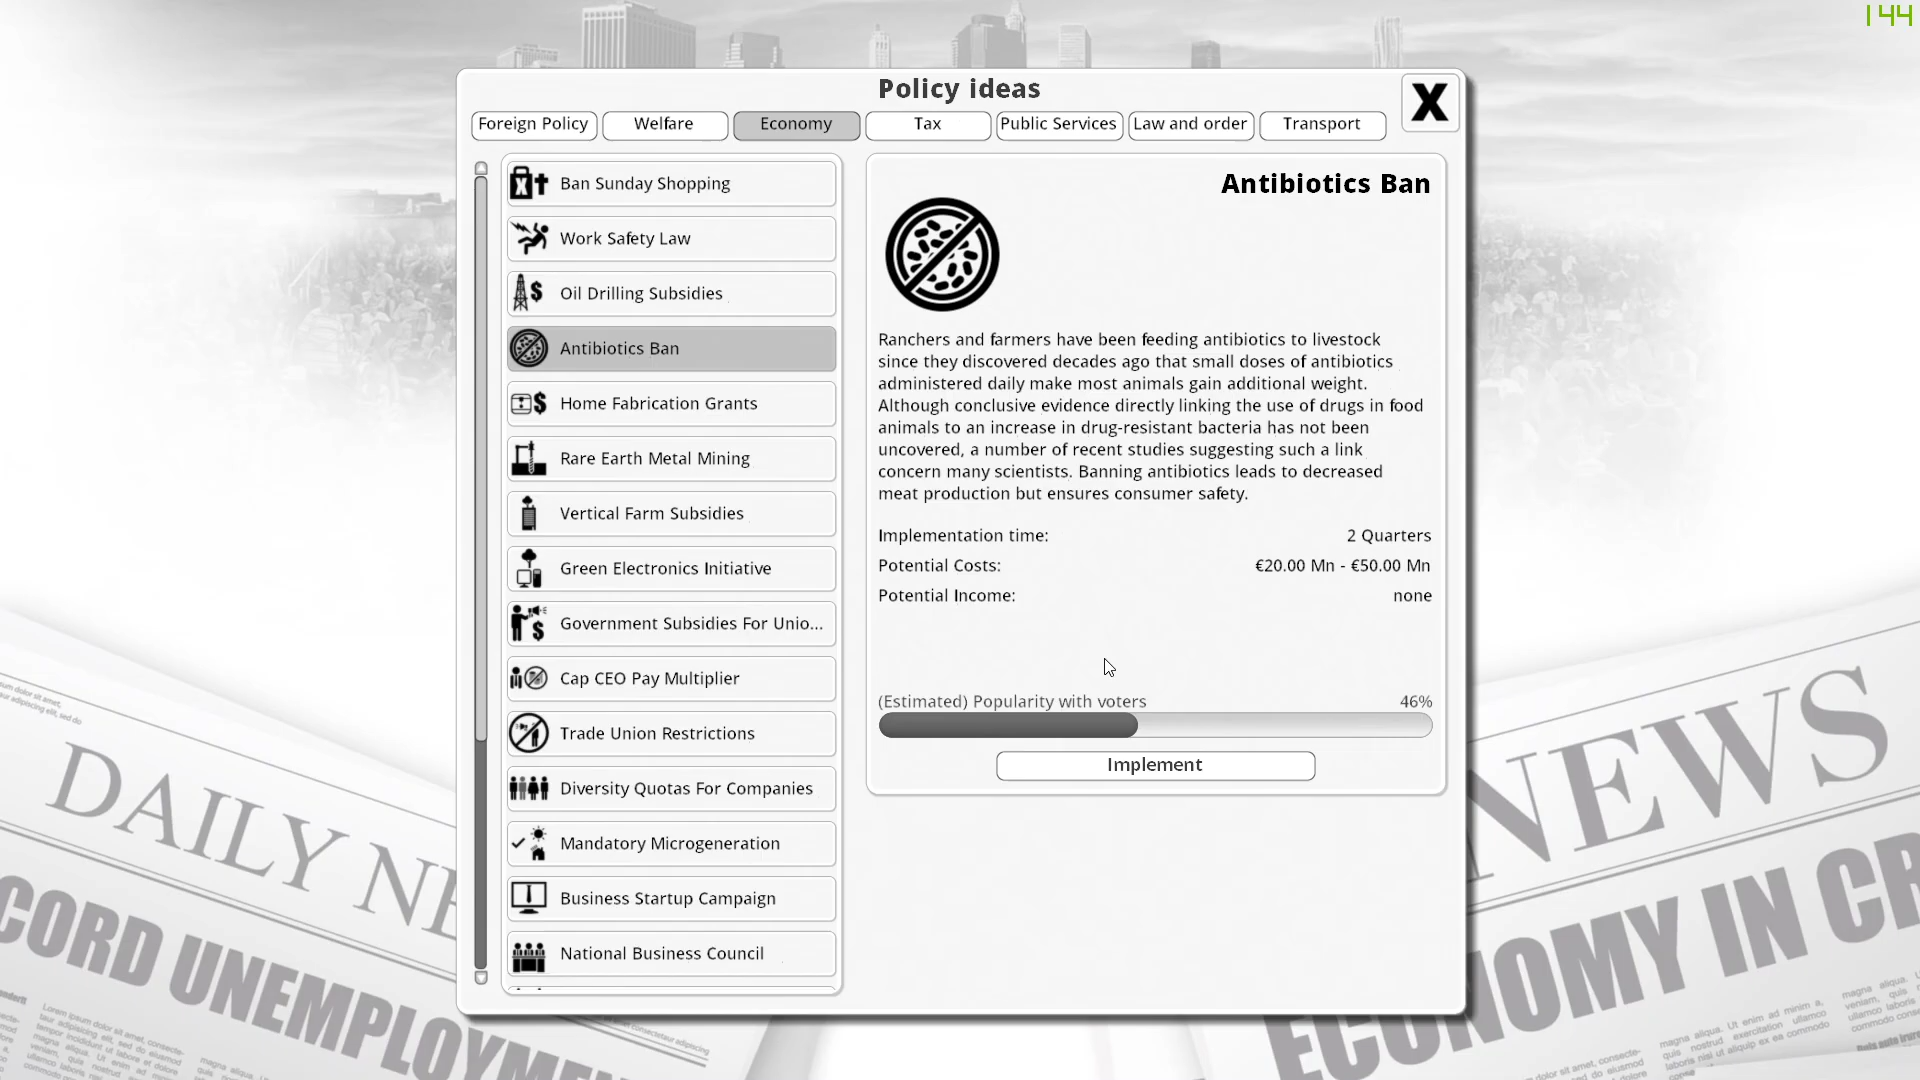 144
Policy ideas
X
Foreign Policy
Welfare
Economy
Tax
Public Services
Law and order
Transport
Ban Sunday Shopping
Work Safety Law
Oil Drilling Subsidies
Antibiotics Ban
Home Fabrication Grants
Rare Earth Metal Mining
Vertical Farm Subsidies
Green Electronics Initiative
Government Subsidies For Unio...
Cap CEO Pay Multiplier
Trade Union Restrictions
Diversity Quotas For Companies
Mandatory Microgeneration
Business Startup Campaign
National Business Council
Antibiotics Ban
Ranchers and farmers have been feeding antibiotics to livestock
since they discovered decades ago that small doses of antibiotics
administered daily make most animals gain additional weight.
Although conclusive evidence directly linking the use of drugs in food
animals to an increase in drug-resistant bacteria has not been
uncovered, a number of recent studies suggesting such a link
concern many scientists. Banning antibiotics leads to decreased
meat production but ensures consumer safety.
Implementation time: 2 Quarters
Potential Costs: €20.00 Mn - €50.00 Mn
Potential Income: none
(Estimated) Popularity with voters 46%
Implement
DAILY NE
CORD UNEMPLOYME
NEWS
ECONOMY IN CR